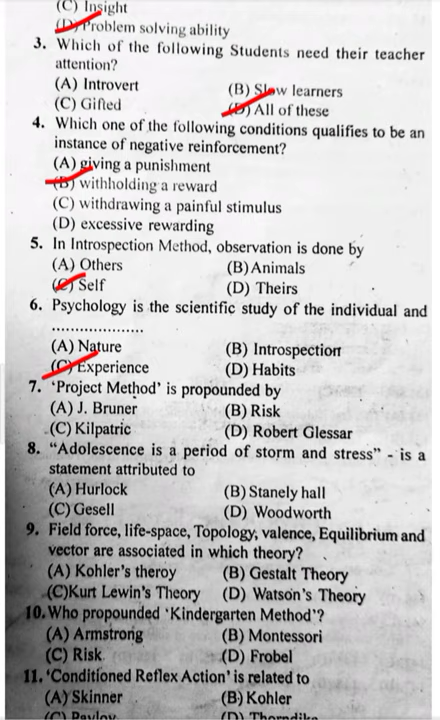 (C) Insight
(D) Problem solving ability
3. Which of the following Students need their teacher
attention?
(A) Introvert (B) Slow learners
(C) Gifted (D) All of these
4. Which one of the following conditions qualifies to be an
instance of negative reinforcement?
(A) giving a punishment
(B) withholding a reward
(C) withdrawing a painful stimulus
(D) excessive rewarding
5. In Introspection Method, observation is done by
(A) Others (B) Animals
(C) Self (D) Theirs
6. Psychology is the scientific study of the individual and
...................
(A) Nature (B) Introspection
(C) Experience (D) Habits
7. 'Project Method' is propounded by
(A) J. Bruner (B) Risk
(C) Kilpatric (D) Robert Glessar
8. "Adolescence is a period of storm and stress" - is a
statement attributed to
(A) Hurlock (B) Stanely hall
(C) Gesell (D) Woodworth
9. Field force, life-space, Topology, valence, Equilibrium and
vector are associated in which theory?
(A) Kohler's theroy (B) Gestalt Theory
(C)Kurt Lewin's Theory (D) Watson's Theory
10. Who propounded 'Kindergarten Method'?
(A) Armstrong (B) Montessori
(C) Risk (D) Frobel
11. 'Conditioned Reflex Action' is related to
(A) Skinner (B) Kohler
(C) Pavlov (D) Thorndike